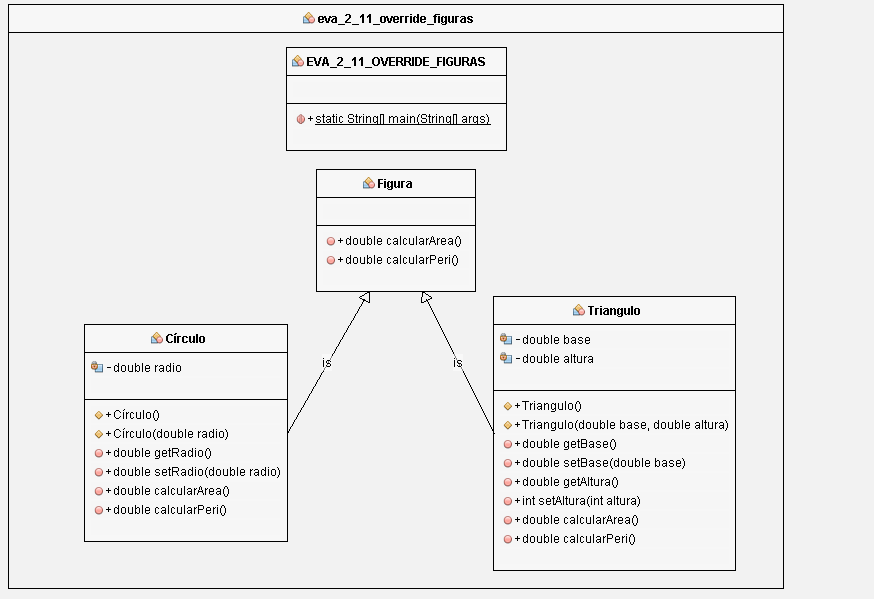 eva_2_11_override_figuras
EVA_2_11_OVERRIDE_FIGURAS
+static String[] main(String[] args)
Figura
+double calcularArea()
+double calcularPeri()
is
is
Círculo
-double radio
+Círculo()
+Círculo(double radio)
+double getRadio()
+double setRadio(double radio)
+double calcularArea()
+double calcularPeri()
Triangulo
-double base
-double altura
+Triangulo()
+Triangulo(double base, double altura)
+double getBase()
+double setBase(double base)
+double getAltura()
+int setAltura(int altura)
+double calcularArea()
+double calcularPeri()